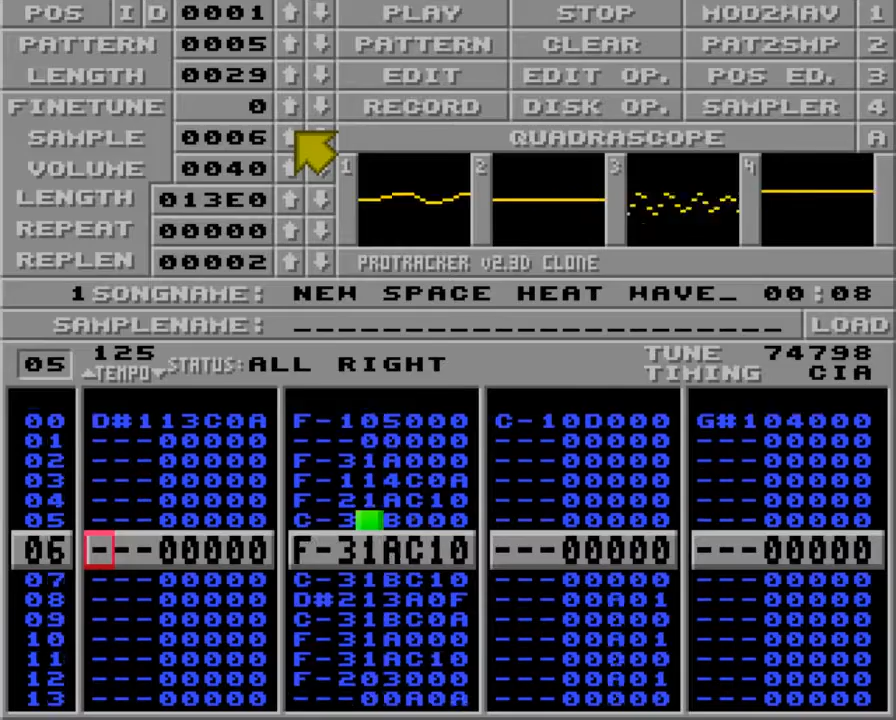 POS I D 0001 PLAY STOP MOD2WAV 1
PATTERN 0005 PATTERN CLEAR PAT2SMP 2
LENGTH 0029 EDIT EDIT OP. POS ED. 3
FINETUNE 0 RECORD DISK OP. SAMPLER 4
SAMPLE 0006 QUADRASCOPE A
VOLUME 0040 1 2 3 4
LENGTH 013E0
REPEAT 00000
REPLEN 00002 PROTRACKER v2.3D CLONE
1 SONGNAME: NEW SPACE HEAT WAVE_ 00:08
SAMPLENAME: ______________________ LOAD
05 125 TEMPO STATUS: ALL RIGHT TUNE 74798
TIMING CIA
00 D#113C0A F-105000 C-10D000 G#104000
01 ---00000 ---00000 ---00000 ---00000
02 ---00000 F-31A000 ---00000 ---00000
03 ---00000 F-114C0A ---00000 ---00000
04 ---00000 F-21AC10 ---00000 ---00000
05 ---00000 C-3 B000 ---00000 ---00000
06 ---00000 F-31AC10 ---00000 ---00000
07 ---00000 C-31BC10 ---00000 ---00000
08 ---00000 D#213A0F ---00A01 ---00000
09 ---00000 C-31BC0A ---00000 ---00000
10 ---00000 F-31A000 ---00A01 ---00000
11 ---00000 F-31AC10 ---00000 ---00000
12 ---00000 F-203000 ---00A01 ---00000
13 ---00000 ---00A0A ---00000 ---00000